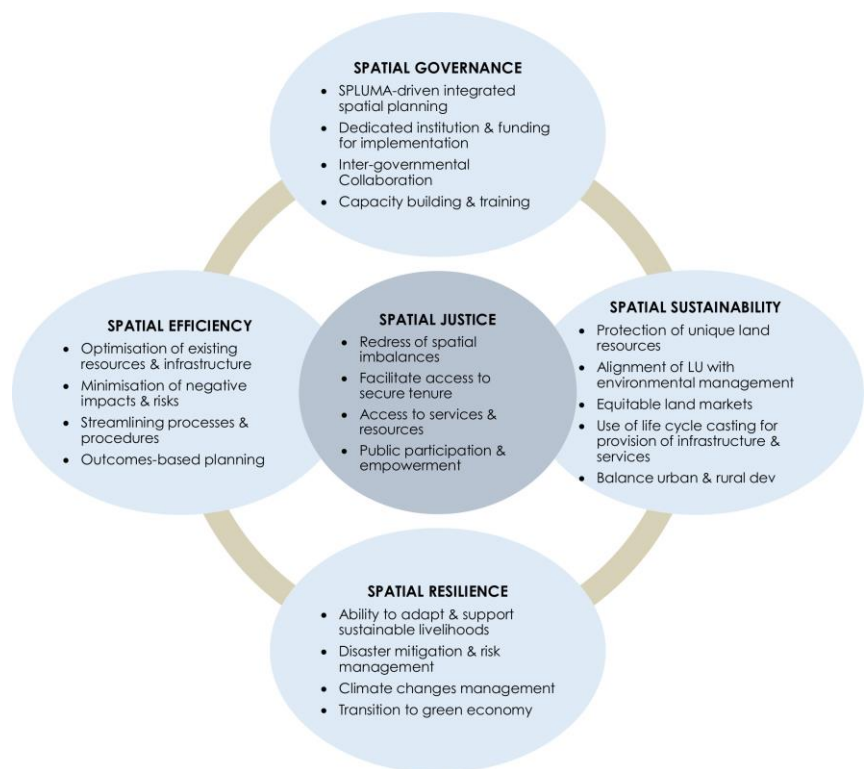 SPATIAL GOVERNANCE
• SPLUMA-driven integrated
spatial planning
• Dedicated institution & funding
for implementation
• Inter-governmental
Collaboration
• Capacity building & training
SPATIAL EFFICIENCY
• Optimisation of existing
resources & infrastructure
• Minimisation of negative
impacts & risks
• Streamlining processes &
procedures
• Outcomes-based planning
SPATIAL JUSTICE
• Redress of spatial
imbalances
• Facilitate access to
secure tenure
• Access to services &
resources
• Public participation &
empowerment
SPATIAL SUSTAINABILITY
• Protection of unique land
resources
• Alignment of LU with
environmental management
• Equitable land markets
• Use of life cycle casting for
provision of infrastructure &
services
• Balance urban & rural dev
SPATIAL RESILIENCE
• Ability to adapt & support
sustainable livelihoods
• Disaster mitigation & risk
management
• Climate changes management
• Transition to green economy